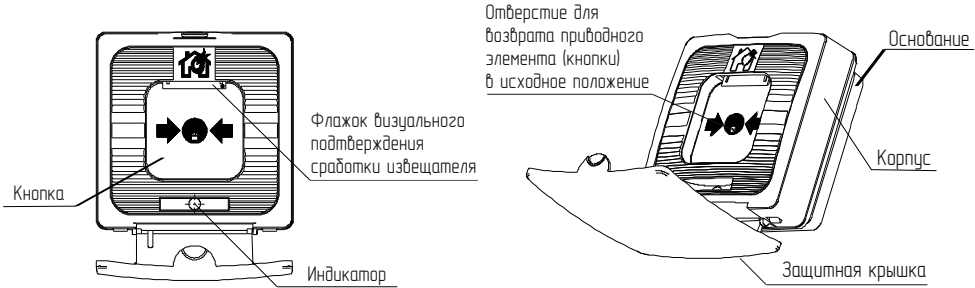 Флажок визуального
подтверждения
сработки извещателя
Кнопка
Индикатор
Отверстие для
возврата приводного
элемента (кнопки)
в исходное положение
Основание
Корпус
Защитная крышка